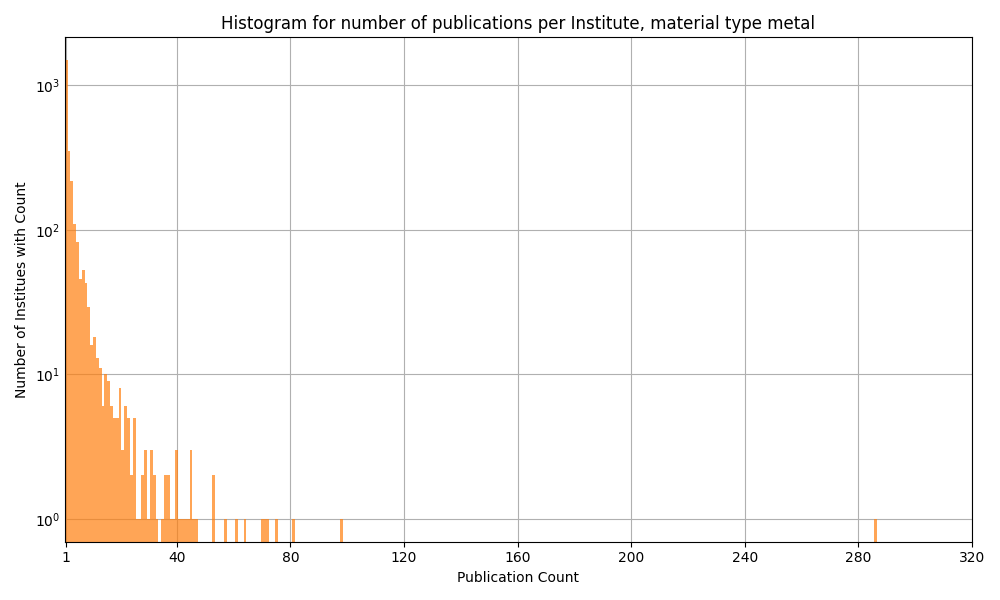 Histogram for number of publications per Institute, material type metal
Number of Institues with Count
10³
10²
10¹
10⁰
1 40 80 120 160 200 240 280 320
Publication Count